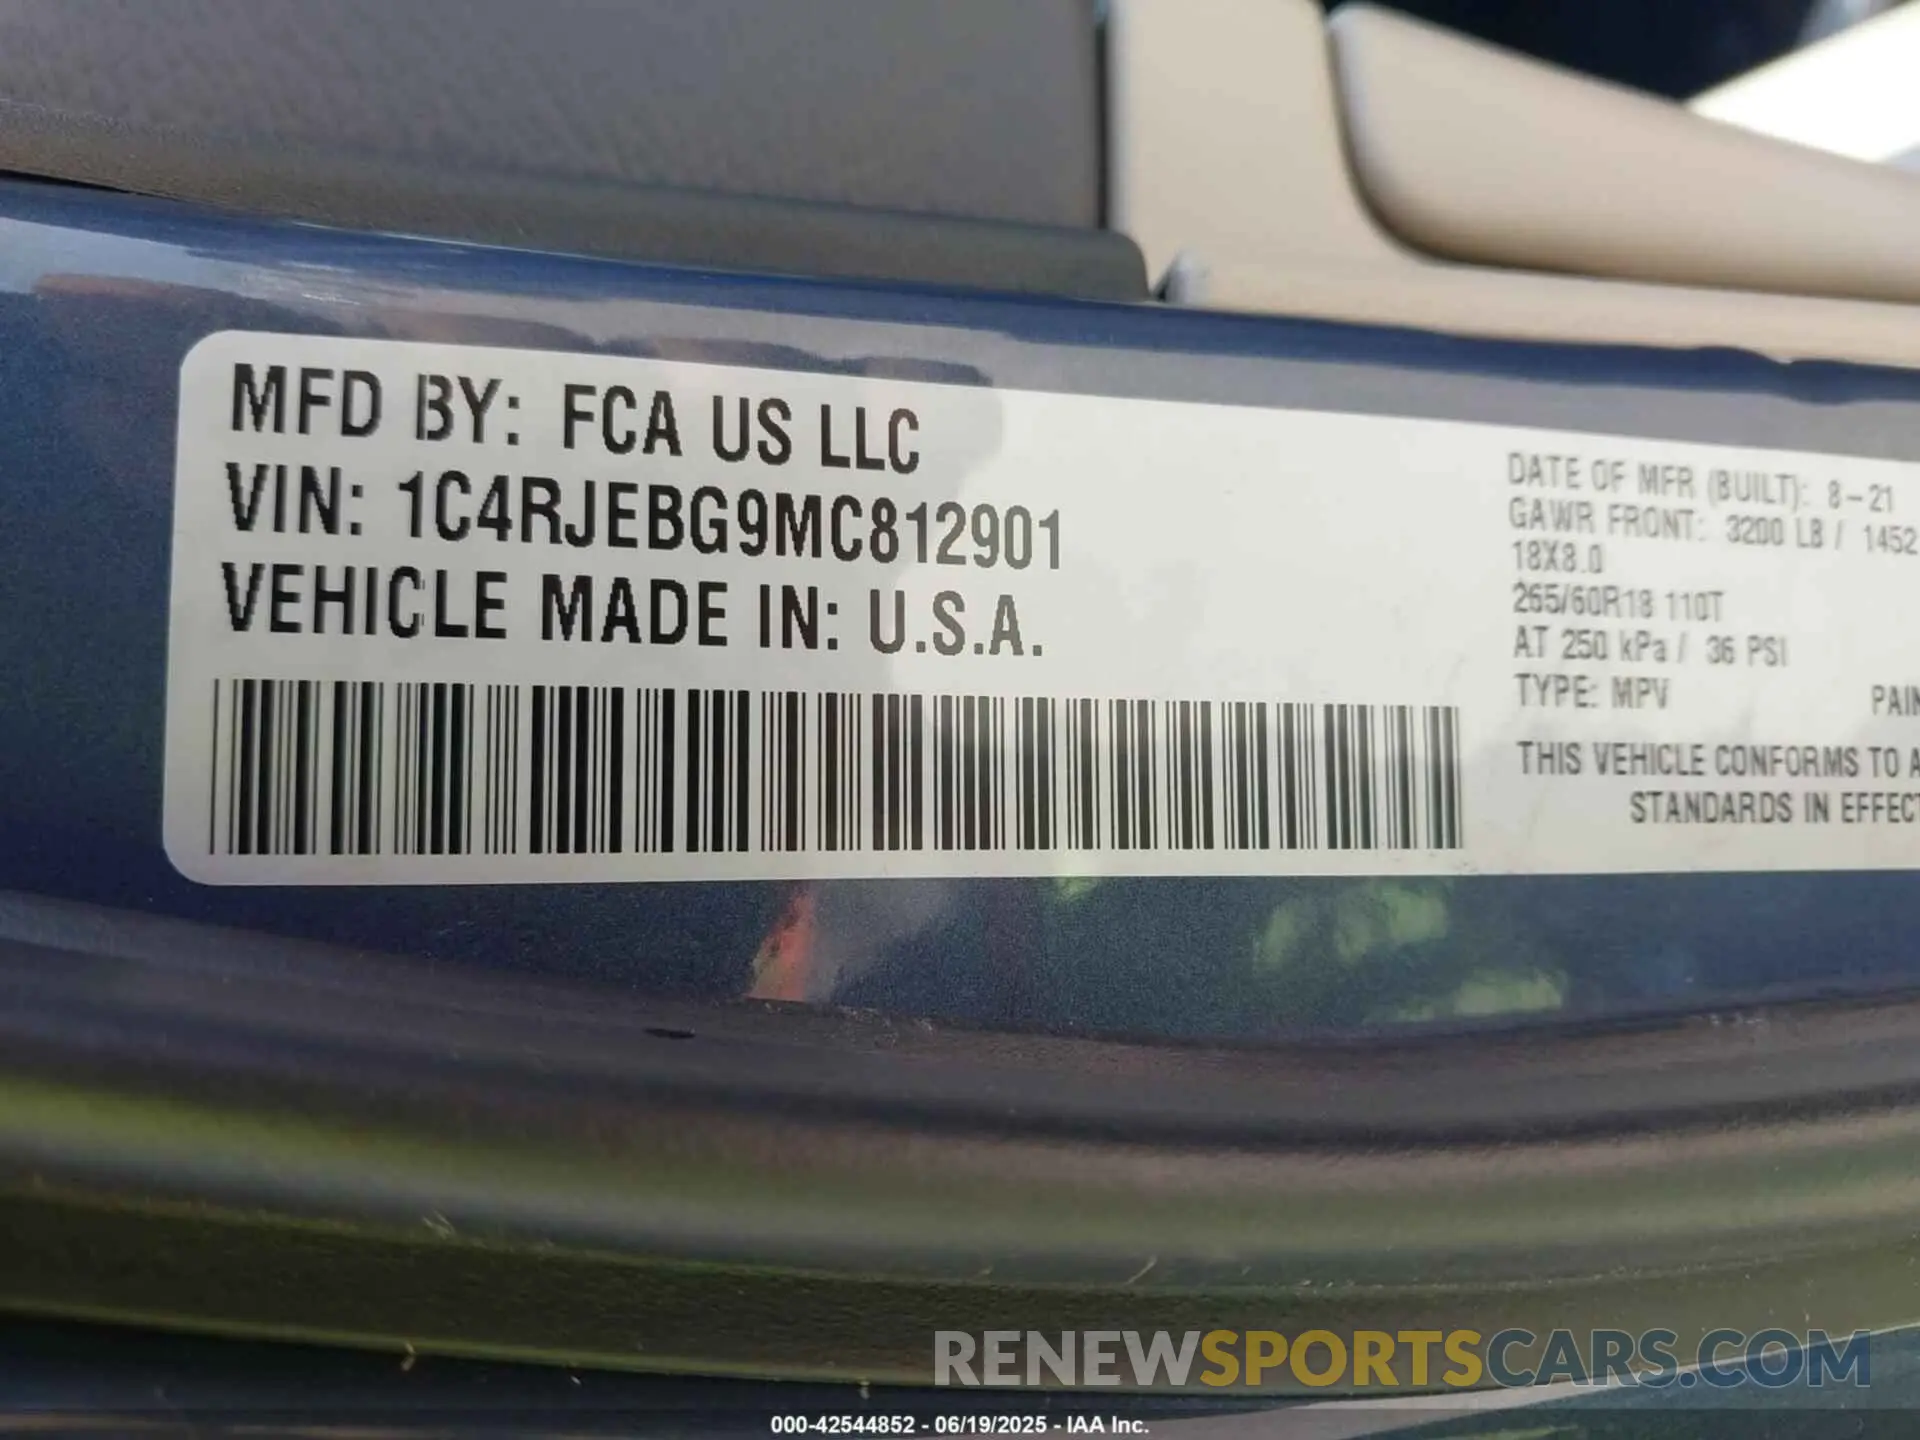 MFD BY: FCA US LLC
VIN: 1C4RJEBG9MC812901
VEHICLE MADE IN: U.S.A.
DATE OF MFR (BUILT): 8-21
GAWR FRONT: 3200 LB / 1452
18X8.0
265/60R18 110T
AT 250 kPa / 36 PSI
TYPE: MPV
PAIN
THIS VEHICLE CONFORMS TO A
STANDARDS IN EFFECT
RENEWSPORTSCARS.COM
000-42544852 - 06/19/2025 - IAA Inc.